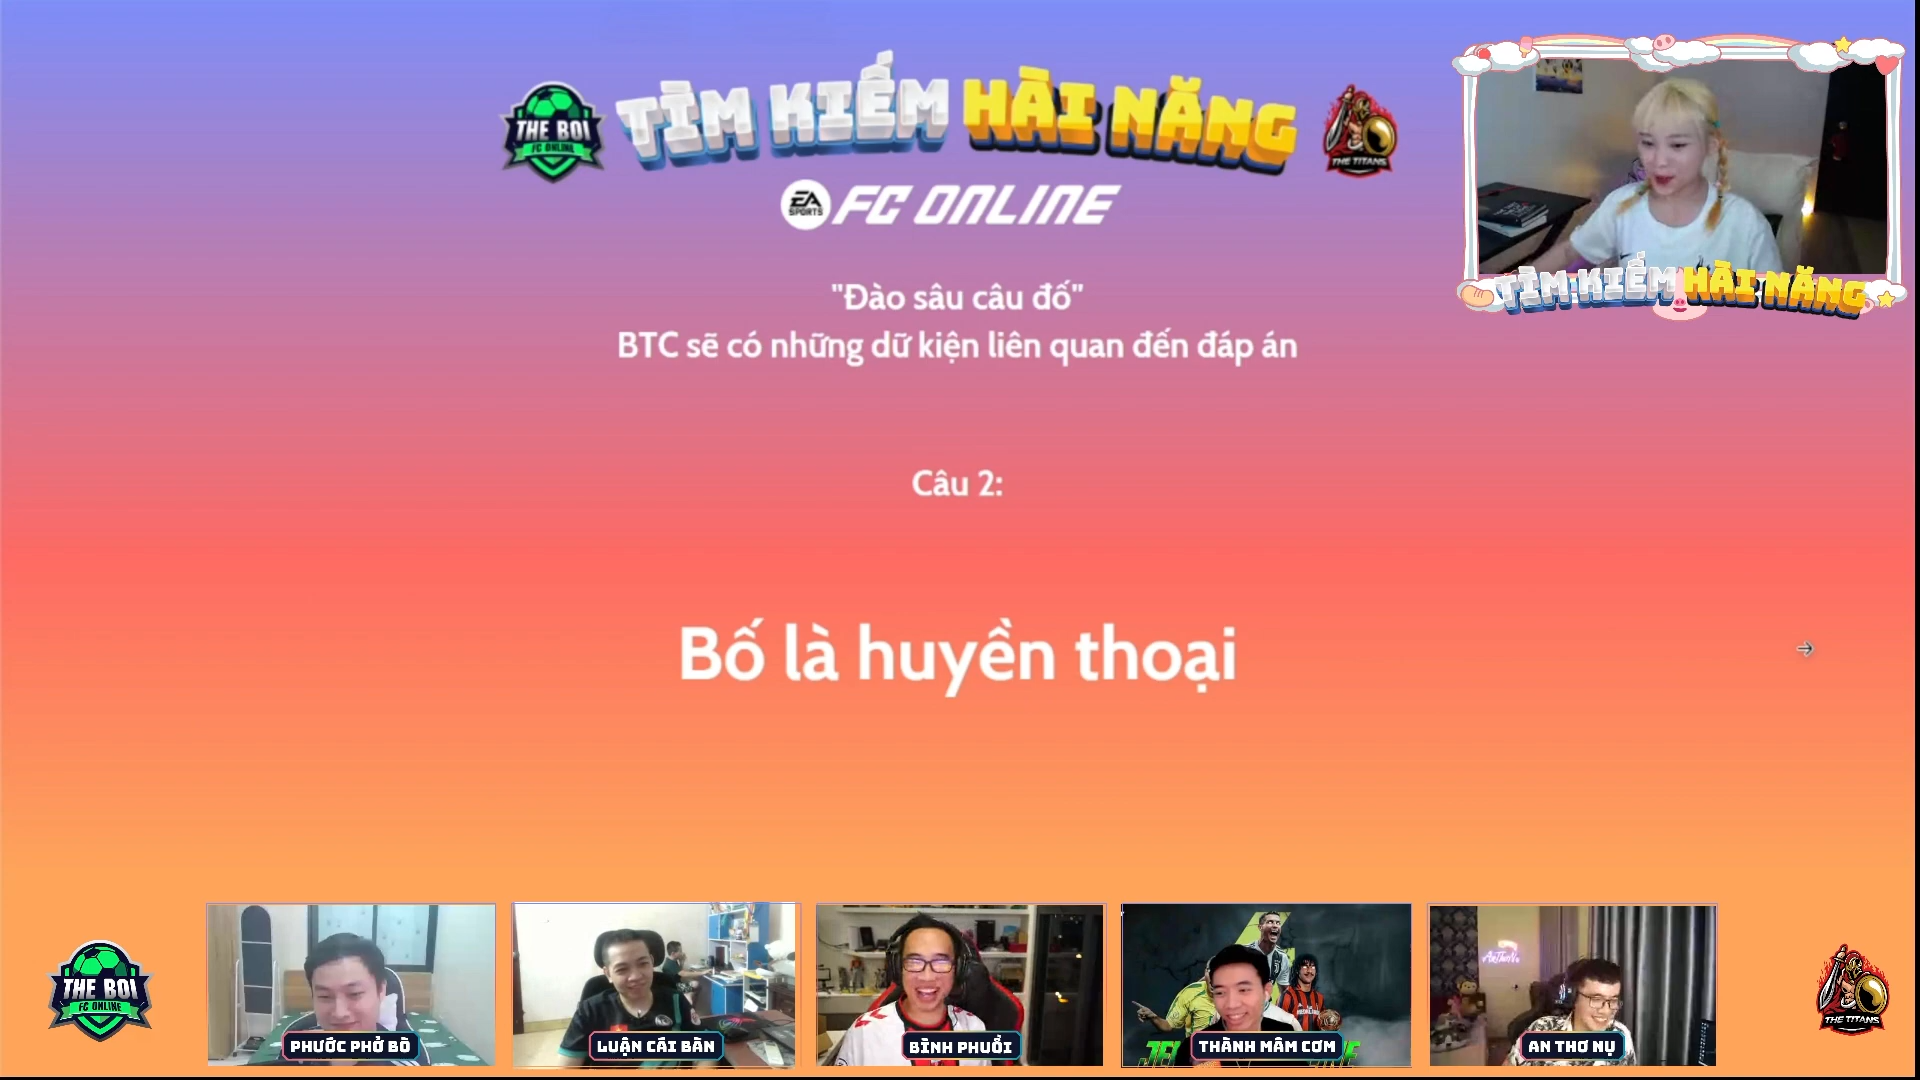 THE BOI
FC ONLINE
TÌM KIẾM HÀI NĂNG
THE TITANS
EA SPORTS FC ONLINE
TÌM KIẾM HÀI NĂNG
"Đào sâu câu đố"
BTC sẽ có những dữ kiện liên quan đến đáp án
Câu 2:
Bố là huyền thoại
THE BOI
FC ONLINE
PHƯỚC PHỞ BÒ
LUẬN CÁI BÀN
BÌNH PHUỔI
THÀNH MÂM CƠM
AN THƠ NỤ
THE TITANS